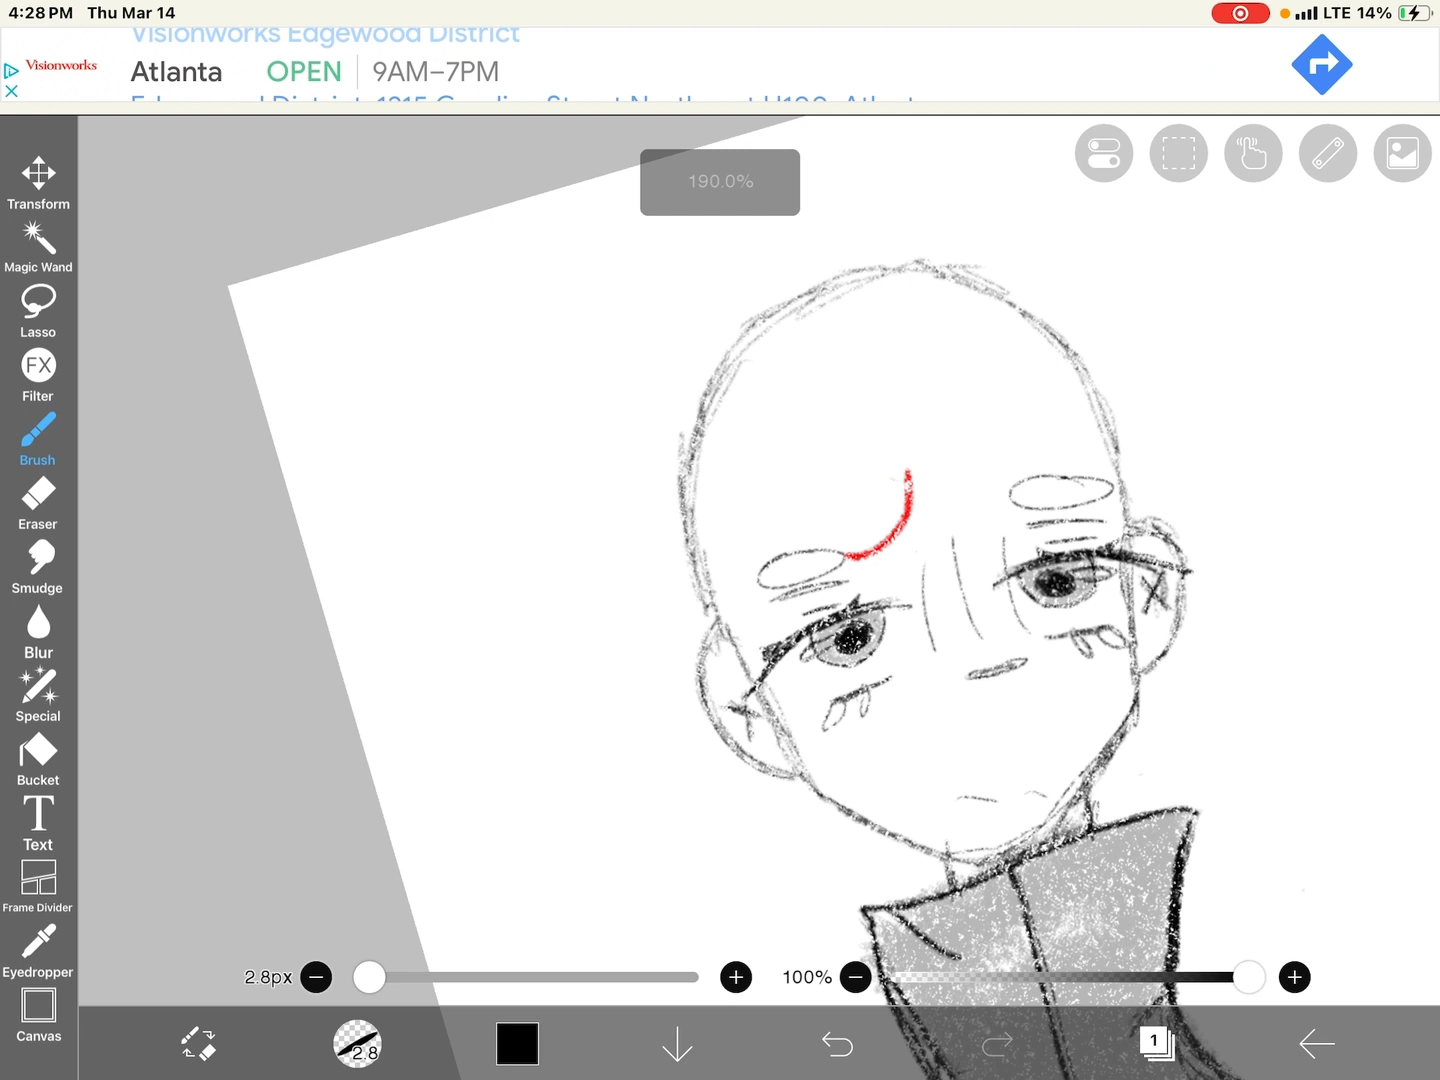 4:28 PM Thu Mar 14
LTE 14%
Visionworks Edgewood District
Visionworks
Atlanta OPEN 9AM–7PM
190.0%
Transform
Magic Wand
Lasso
FX
Filter
Brush
Eraser
Smudge
Blur
Special
Bucket
T
Text
Frame Divider
Eyedropper
Canvas
2.8px
100%
2.8
1